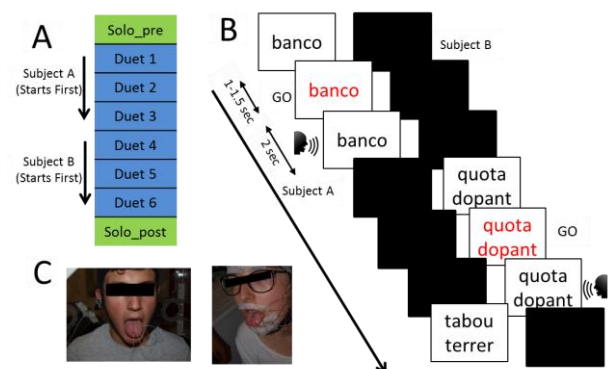 A
Solo_pre
Duet 1
Duet 2
Duet 3
Duet 4
Duet 5
Duet 6
Solo_post
Subject A
(Starts First)
Subject B
(Starts First)
B
banco
Subject B
GO
banco
1-1.5 sec
banco
2 sec
Subject A
quota
dopant
quota
dopant
GO
quota
dopant
tabou
terrer
C